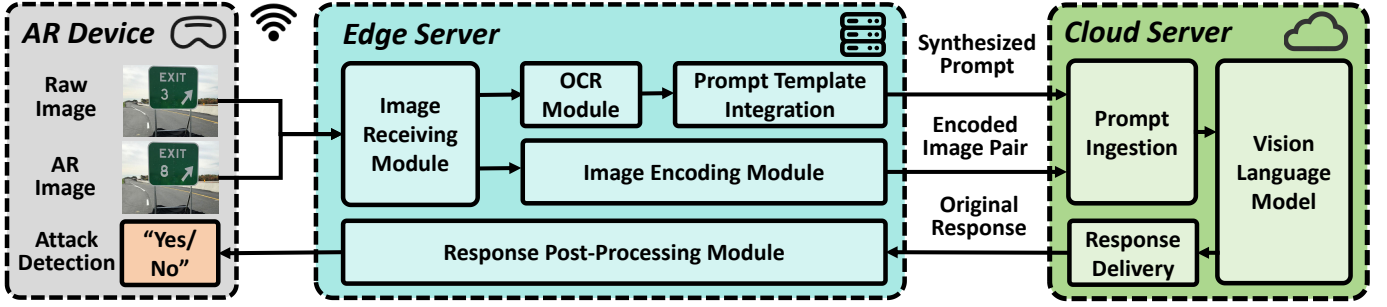 AR Device
Raw
Image
EXIT
3
AR
Image
EXIT
8
Attack
Detection
“Yes/
No”
Edge Server
Image
Receiving
Module
OCR
Module
Prompt Template
Integration
Image Encoding Module
Response Post-Processing Module
Synthesized
Prompt
Encoded
Image Pair
Original
Response
Cloud Server
Prompt
Ingestion
Vision
Language
Model
Response
Delivery